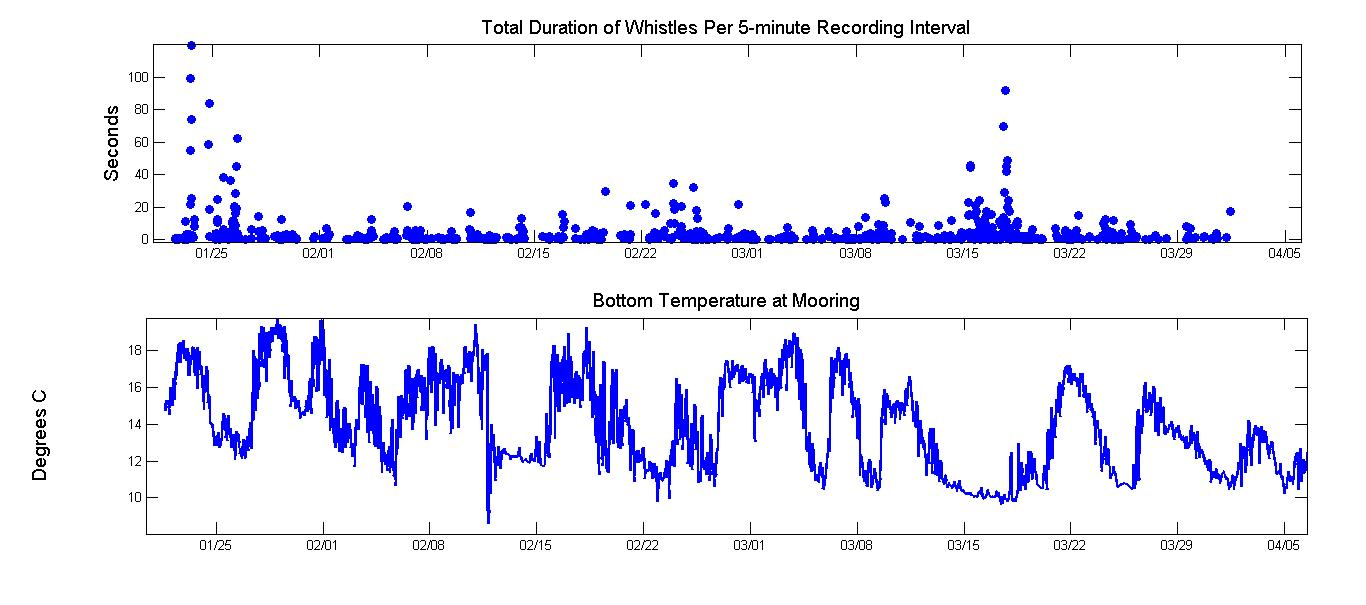 Total Duration of Whistles Per 5-minute Recording Interval
Seconds
100
80
60
40
20
0
01/25 02/01 02/08 02/15 02/22 03/01 03/08 03/15 03/22 03/29 04/05
Bottom Temperature at Mooring
Degrees C
18
16
14
12
10
01/25 02/01 02/08 02/15 02/22 03/01 03/08 03/15 03/22 03/29 04/05